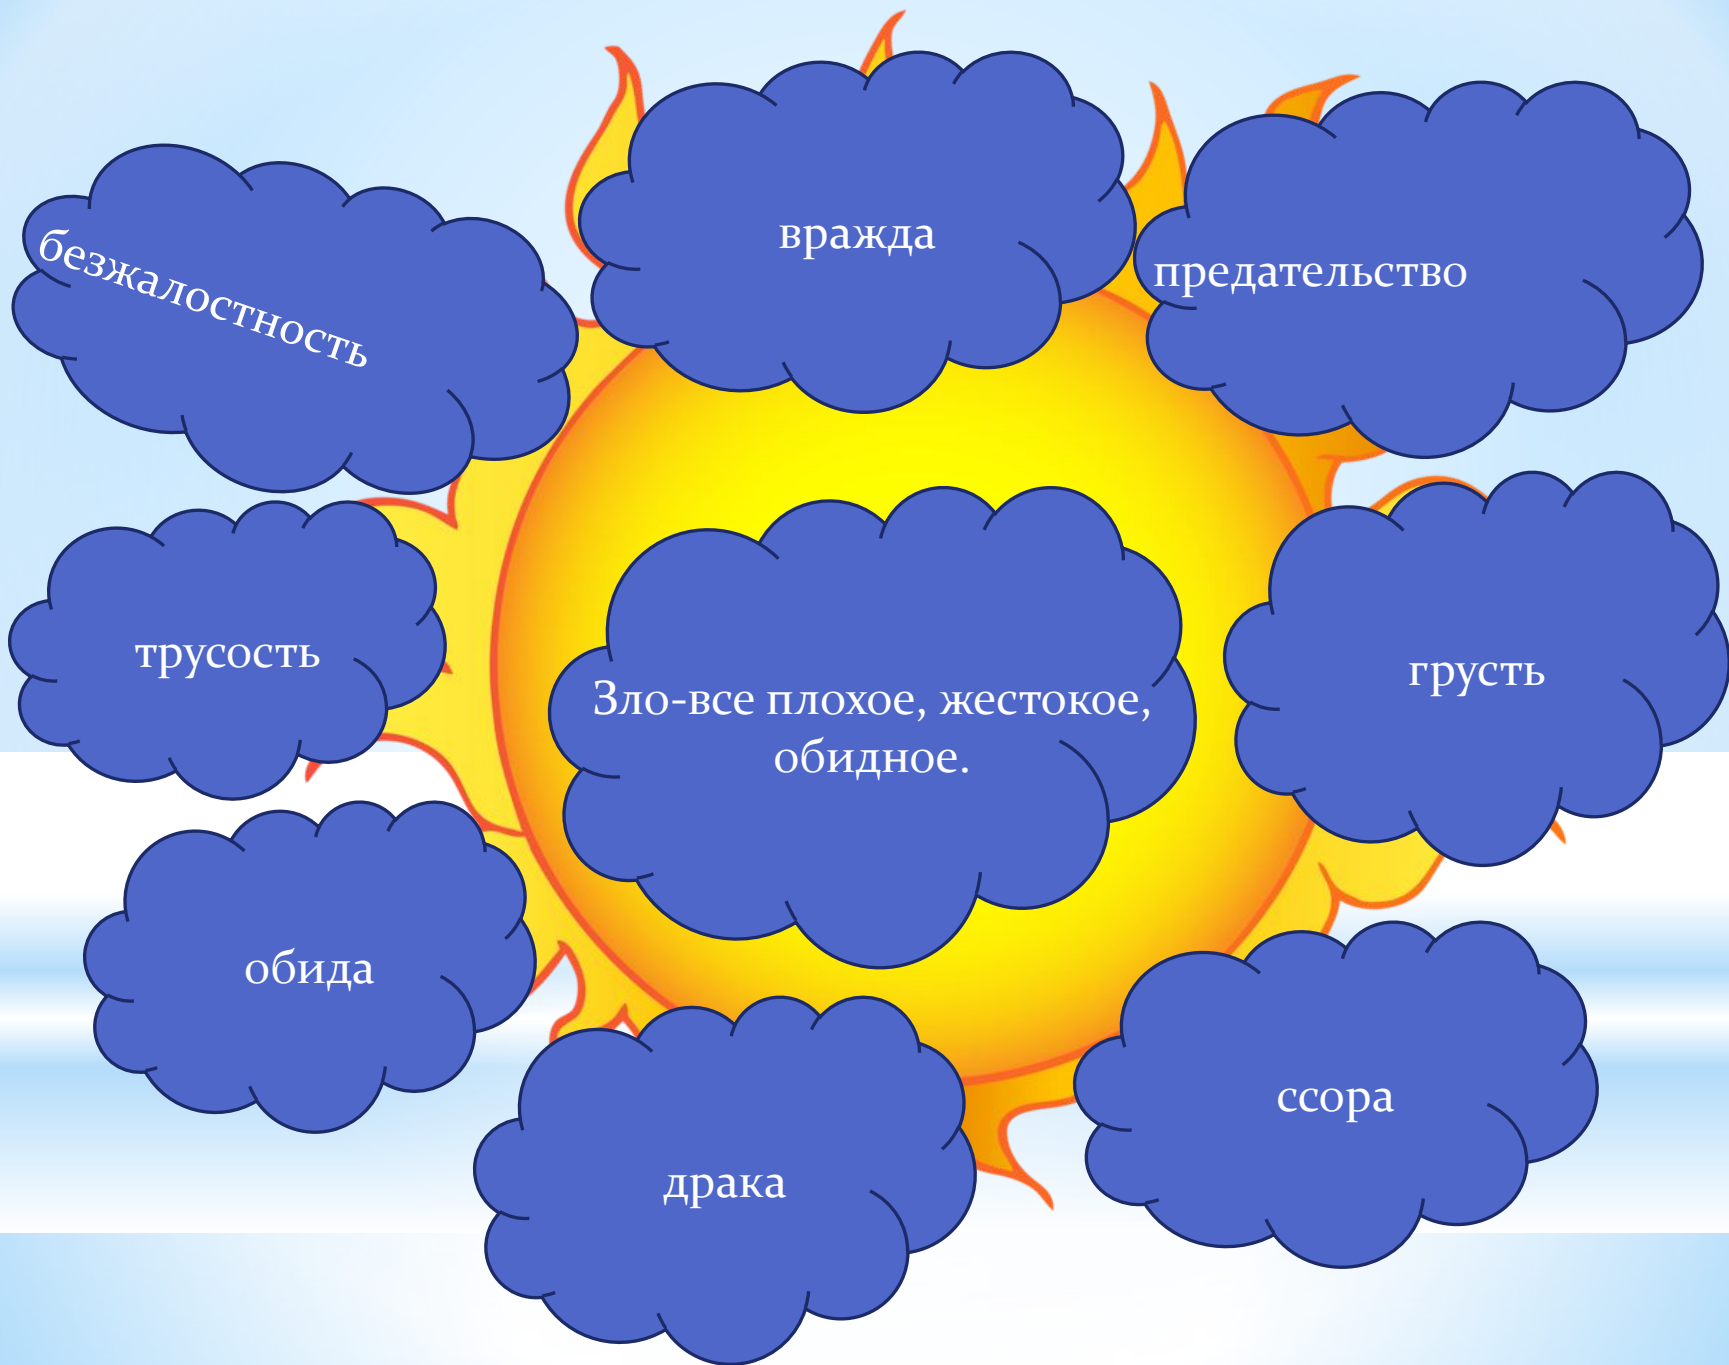 безжалостность
вражда
предательство
трусость
Зло-все плохое, жестокое,
обидное.
грусть
обида
драка
ссора